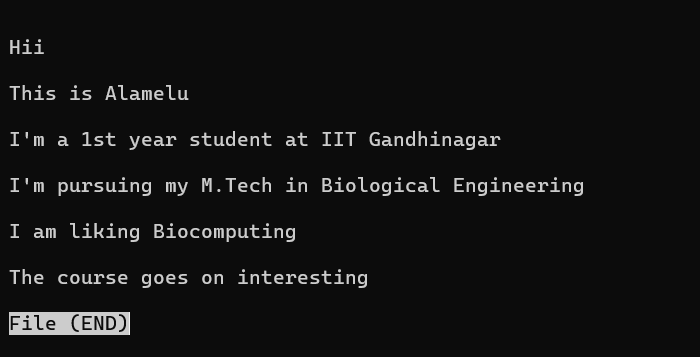 Hii
This is Alamelu
I'm a 1st year student at IIT Gandhinagar
I'm pursuing my M.Tech in Biological Engineering
I am liking Biocomputing
The course goes on interesting
File (END)